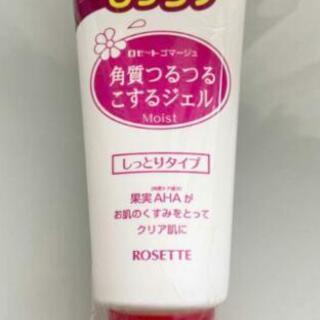 ロゼットゴマージュ
角質つるつる
こするジェル
Moist
しっとりタイプ
果実AHAが
お肌のくすみをとって
クリア肌に
ROSETTE